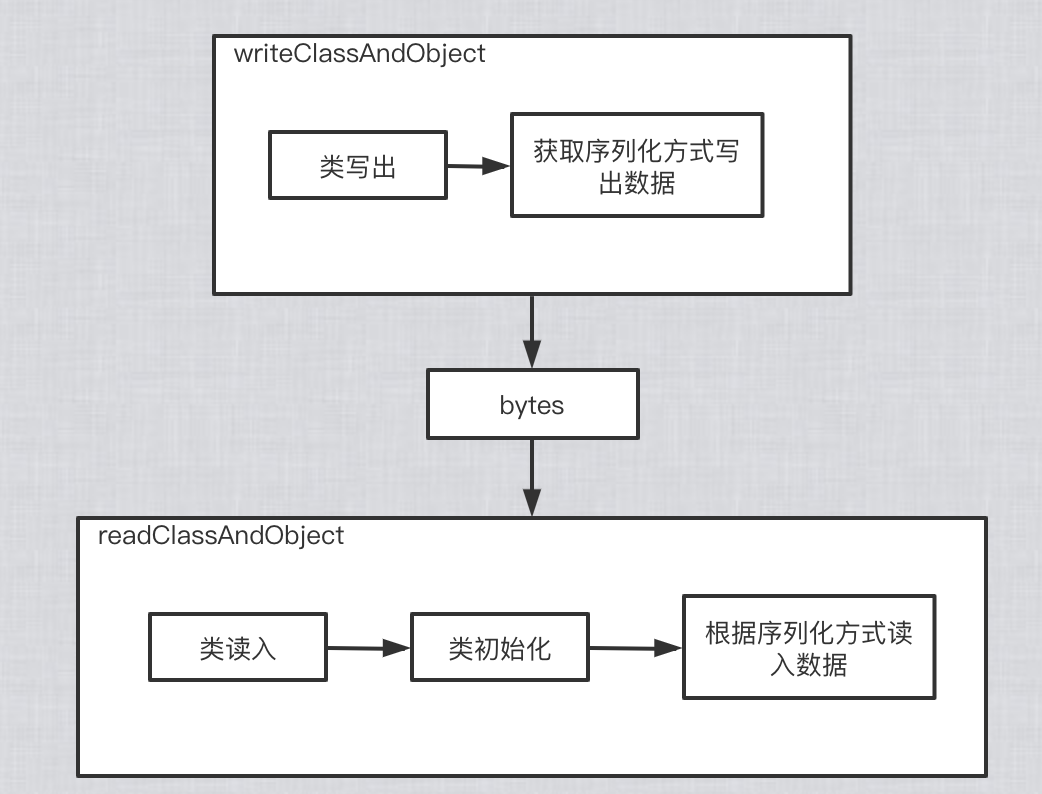 writeClassAndObject
类写出
获取序列化方式写
出数据
bytes
readClassAndObject
类读入
类初始化
根据序列化方式读
入数据